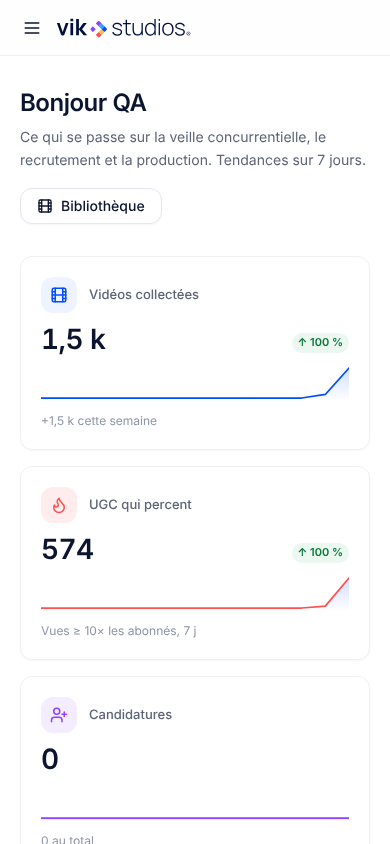 vik studios®
Bonjour QA
Ce qui se passe sur la veille concurrentielle, le
recrutement et la production. Tendances sur 7 jours.
Bibliothèque
Vidéos collectées
1,5 k
↑ 100 %
+1,5 k cette semaine
UGC qui percent
574
↑ 100 %
Vues ≥ 10× les abonnés, 7 j
Candidatures
0
0 au total